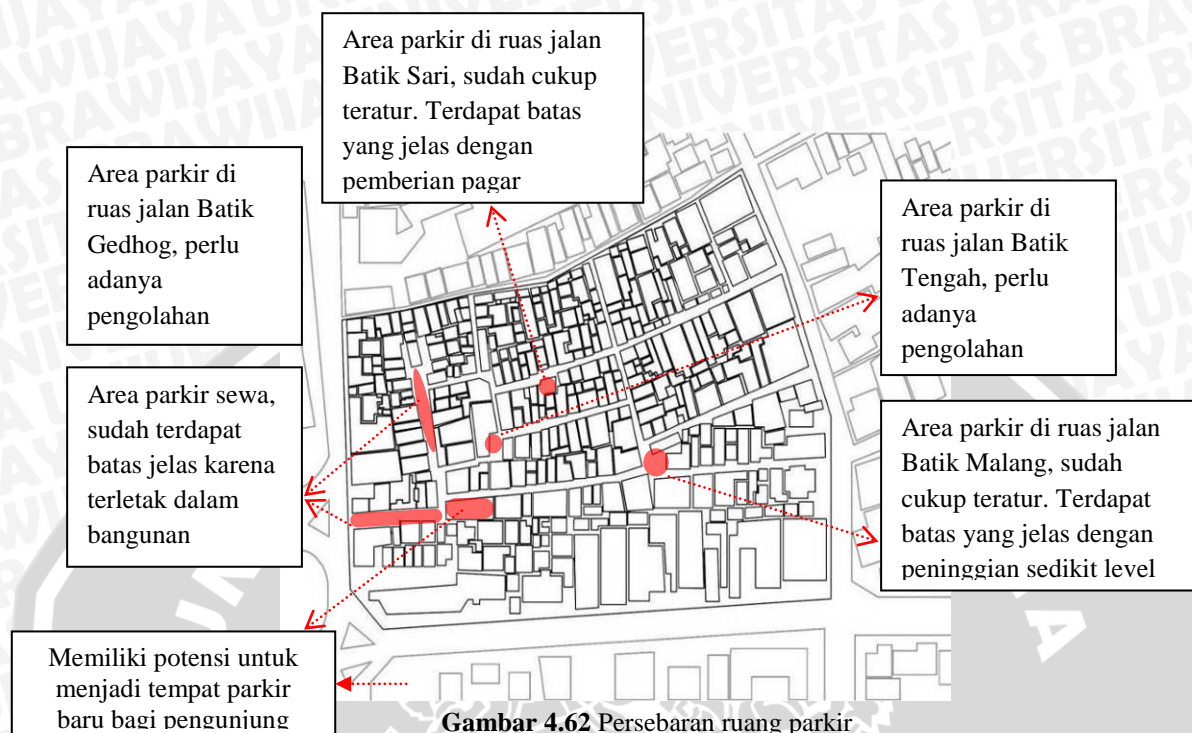 Area parkir di ruas jalan
Batik Sari, sudah cukup
teratur. Terdapat batas
yang jelas dengan
pemberian pagar
Area parkir di
ruas jalan Batik
Gedhog, perlu
adanya
pengolahan
Area parkir di
ruas jalan Batik
Tengah, perlu
adanya
pengolahan
Area parkir sewa,
sudah terdapat
batas jelas karena
terletak dalam
bangunan
Area parkir di ruas jalan
Batik Malang, sudah
cukup teratur. Terdapat
batas yang jelas dengan
peninggian sedikit level
Memiliki potensi untuk
menjadi tempat parkir
baru bagi pengunjung
Gambar 4.62 Persebaran ruang parkir